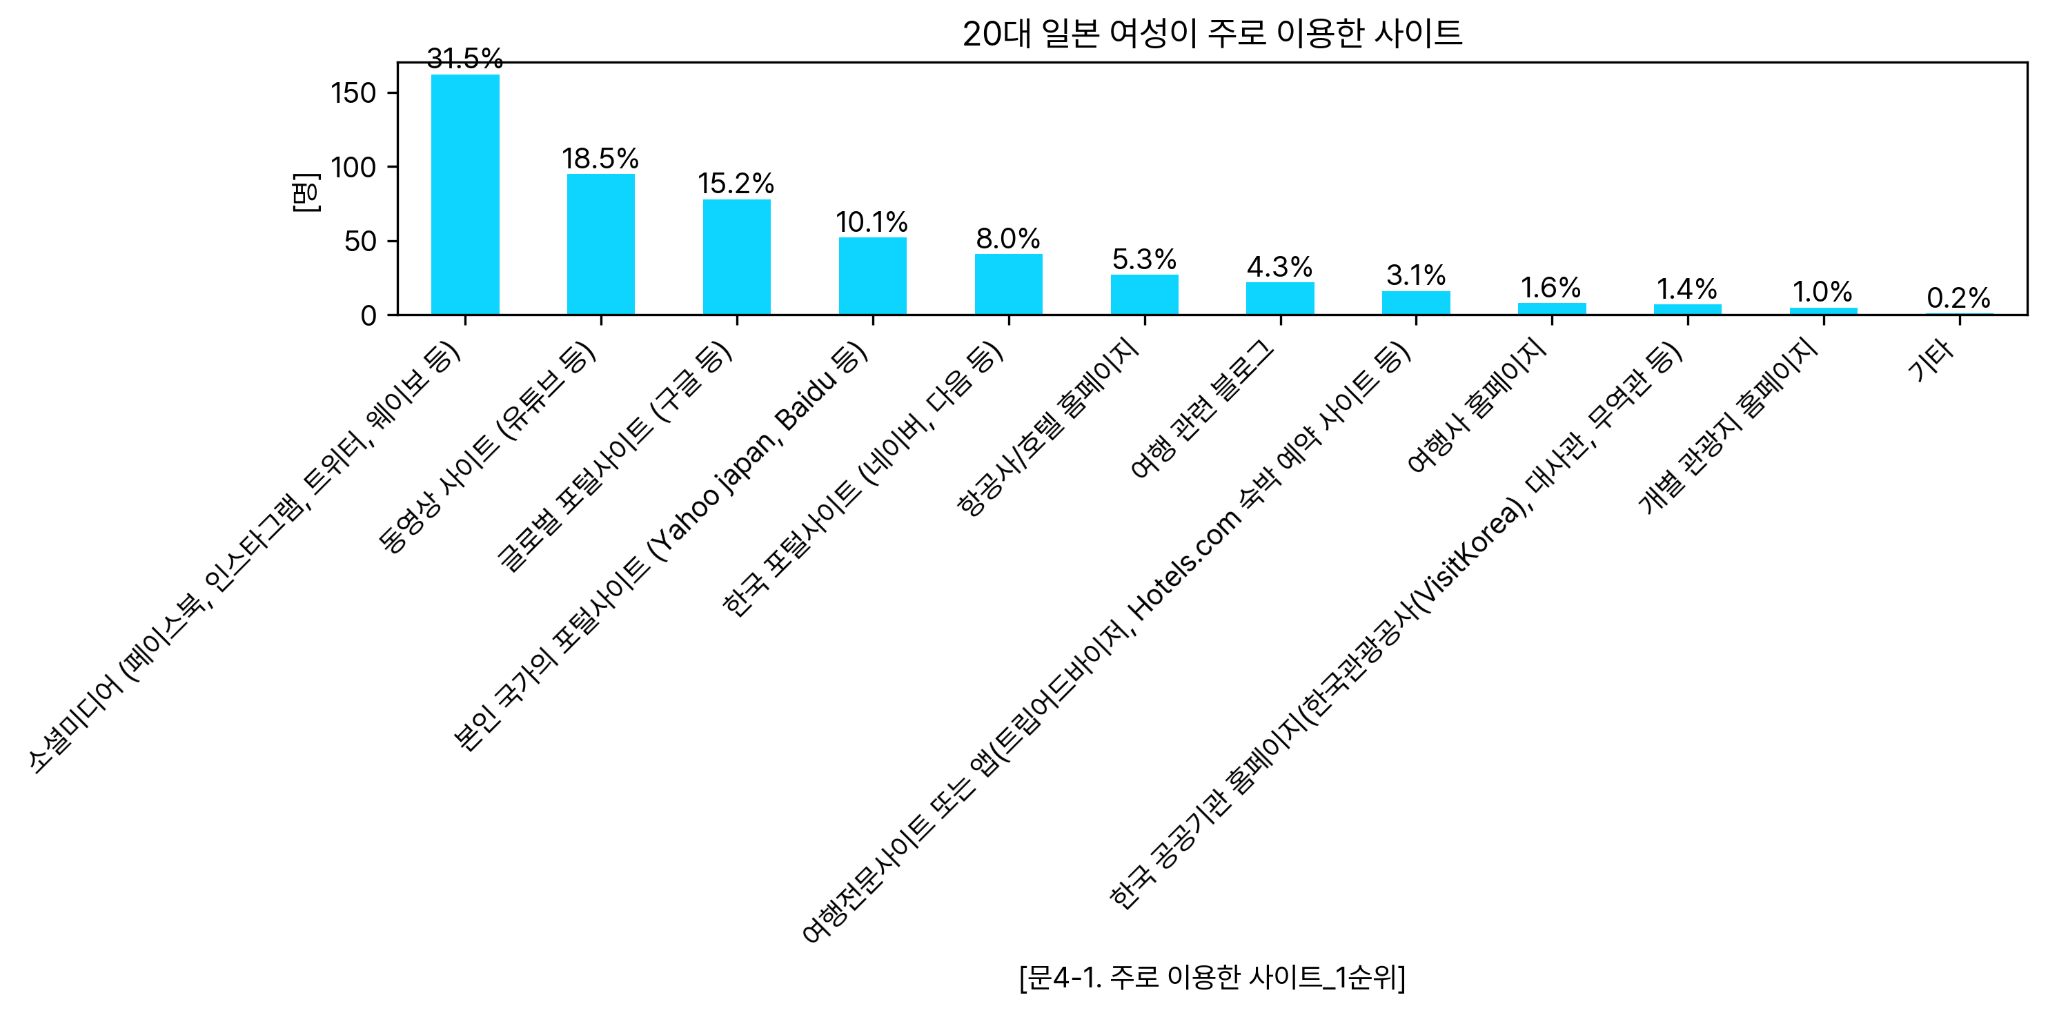 20대 일본 여성이 주로 이용한 사이트
[명]
150
100
50
0
31.5%
18.5%
15.2%
10.1%
8.0%
5.3%
4.3%
3.1%
1.6%
1.4%
1.0%
0.2%
소셜미디어 (페이스북, 인스타그램, 트위터, 웨이보 등)
동영상 사이트 (유튜브 등)
글로벌 포털사이트 (구글 등)
본인 국가의 포털사이트 (Yahoo japan, Baidu 등)
한국 포털사이트 (네이버, 다음 등)
항공사/호텔 홈페이지
여행 관련 블로그
여행전문사이트 또는 앱(트립어드바이저, Hotels.com 숙박 예약 사이트 등)
여행사 홈페이지
한국 공공기관 홈페이지(한국관광공사(VisitKorea), 대사관, 무역관 등)
개별 관광지 홈페이지
기타
[문4-1. 주로 이용한 사이트_1순위]